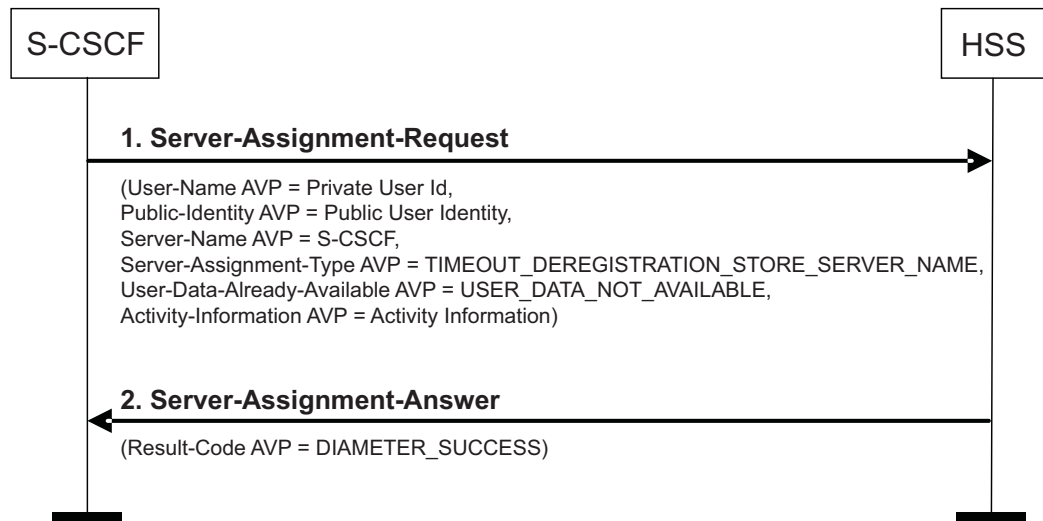 S-CSCF
HSS
1. Server-Assignment-Request
(User-Name AVP = Private User Id,
Public-Identity AVP = Public User Identity,
Server-Name AVP = S-CSCF,
Server-Assignment-Type AVP = TIMEOUT_DEREGISTRATION_STORE_SERVER_NAME,
User-Data-Already-Available AVP = USER_DATA_NOT_AVAILABLE,
Activity-Information AVP = Activity Information)
2. Server-Assignment-Answer
(Result-Code AVP = DIAMETER_SUCCESS)